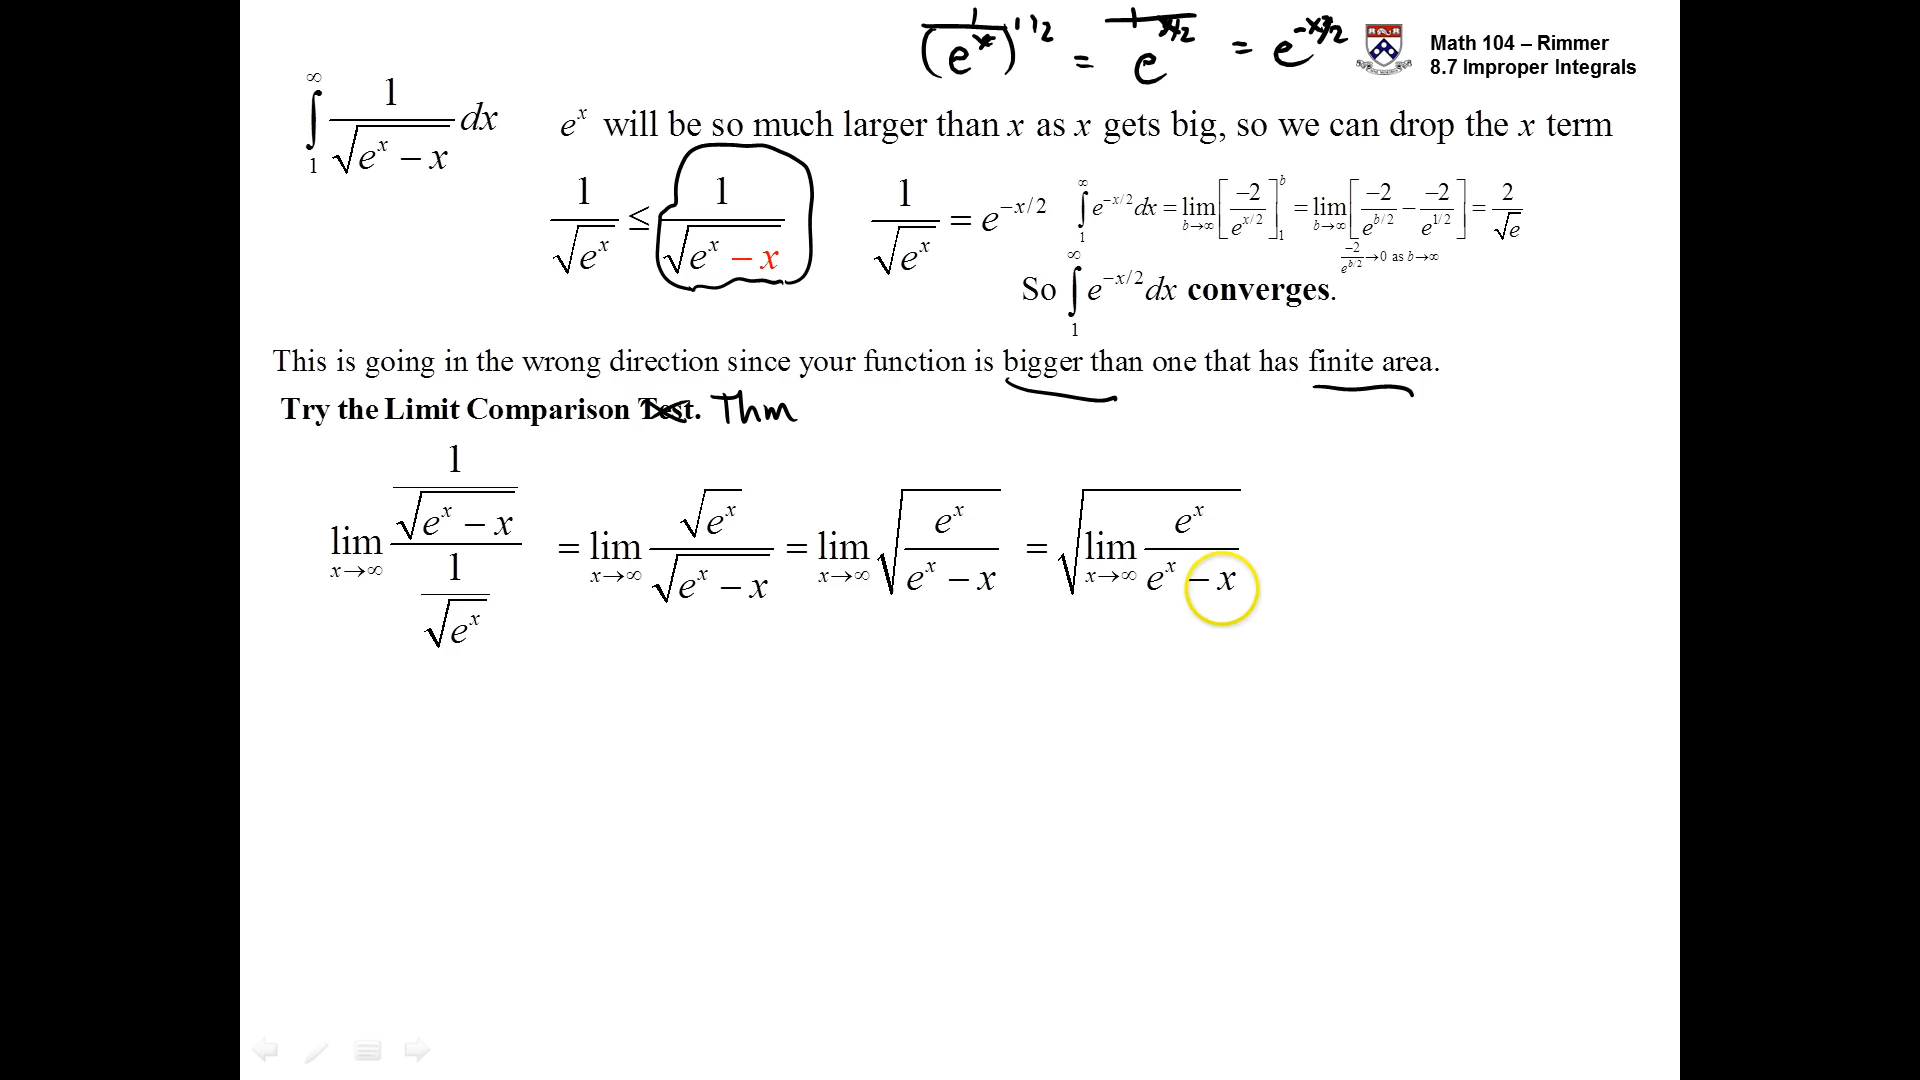 1/(e^x)^{1/2} = 1/e^{x/2} = e^{-x/2}
Math 104 – Rimmer
8.7 Improper Integrals
∫_1^∞ 1/√(e^x − x) dx
e^x will be so much larger than x as x gets big, so we can drop the x term
1/√(e^x) ≤ 1/√(e^x − x)
1/√(e^x) = e^{−x/2}
∫_1^∞ e^{−x/2} dx = lim_{b→∞} [−2/e^{x/2}]_1^b = lim_{b→∞} [−2/e^{b/2} − −2/e^{1/2}] = 2/√e
−2/e^{b/2} → 0 as b→∞
So ∫_1^∞ e^{−x/2} dx converges.
This is going in the wrong direction since your function is bigger than one that has finite area.
Try the Limit Comparison Test. Thm
lim_{x→∞} (1/√(e^x − x))/(1/√(e^x)) = lim_{x→∞} √(e^x)/√(e^x − x) = lim_{x→∞} √(e^x/(e^x − x)) = √(lim_{x→∞} e^x/(e^x − x))